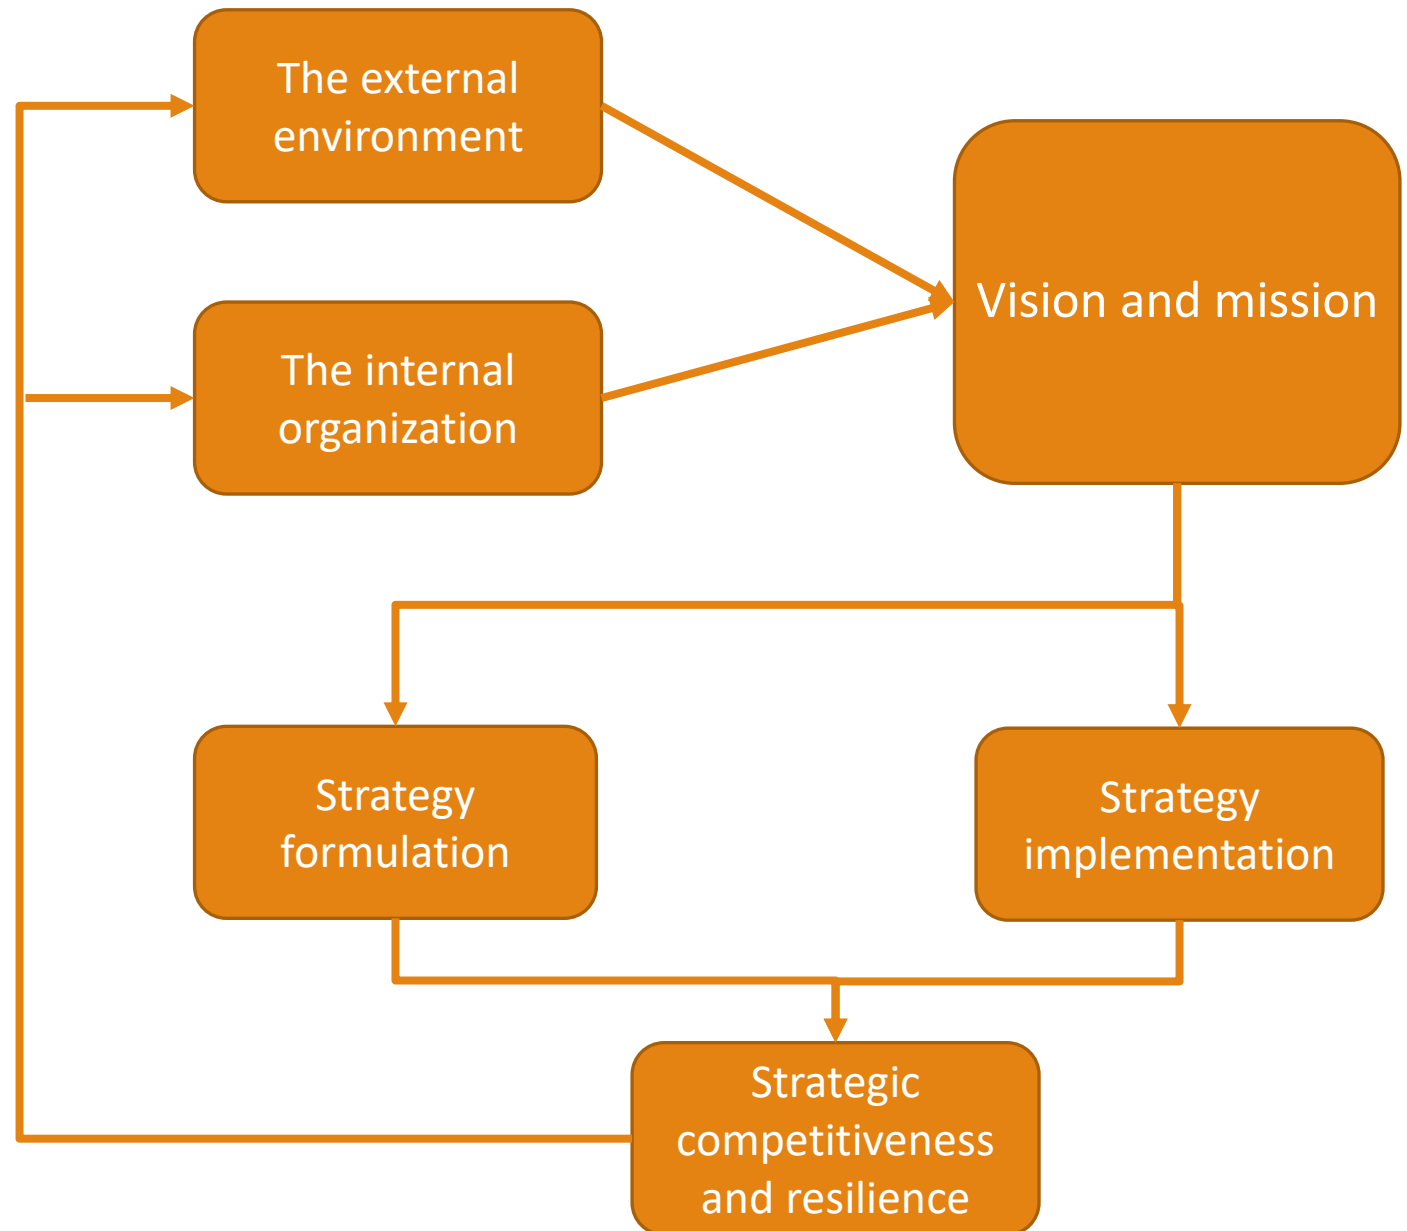 The external
environment
Vision and mission
The internal
organization
Strategy
formulation
Strategy
implementation
Strategic
competitiveness
and resilience